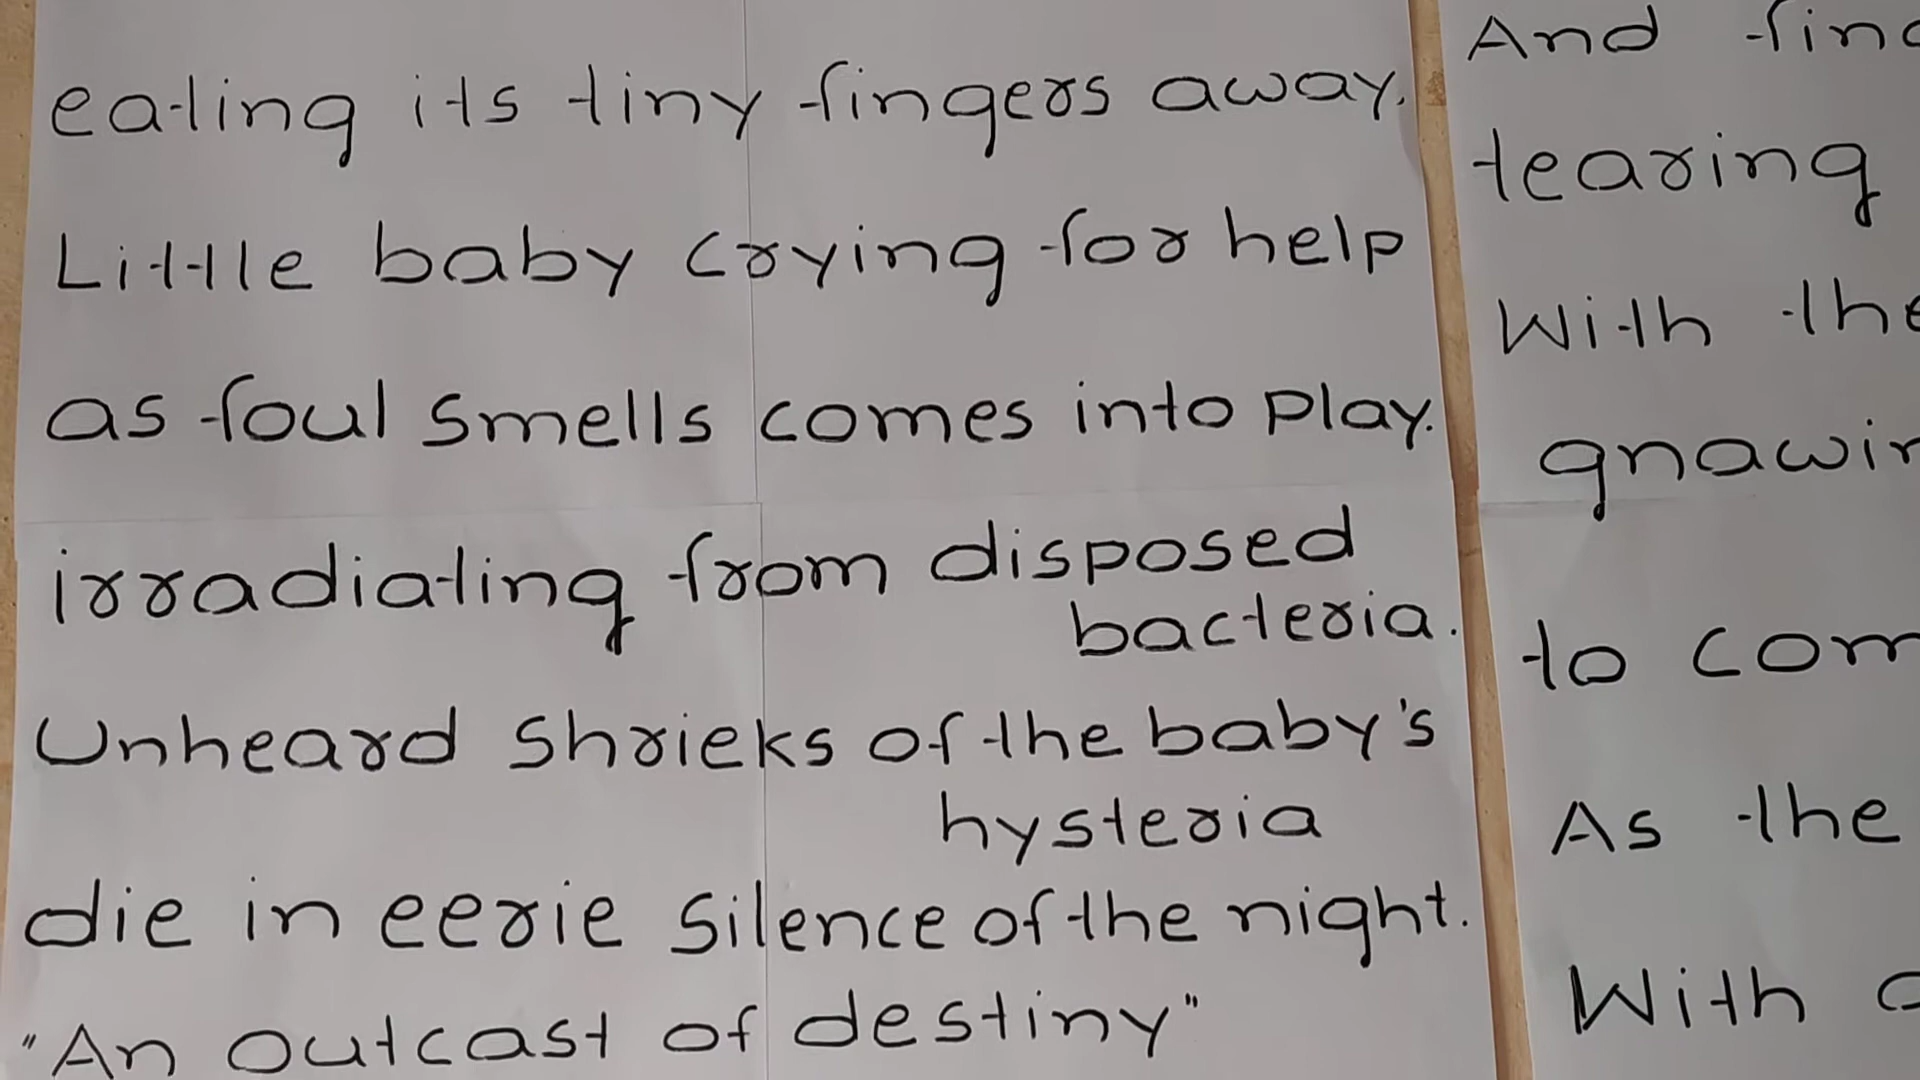 eating its tiny fingers away.
Little baby crying for help
as foul smells comes into play.
irradiating from disposed
bacteria.
Unheard shrieks of the baby's
hysteria
die in eerie silence of the night.
"An outcast of destiny"
And
tearing
With the
to
As the
With